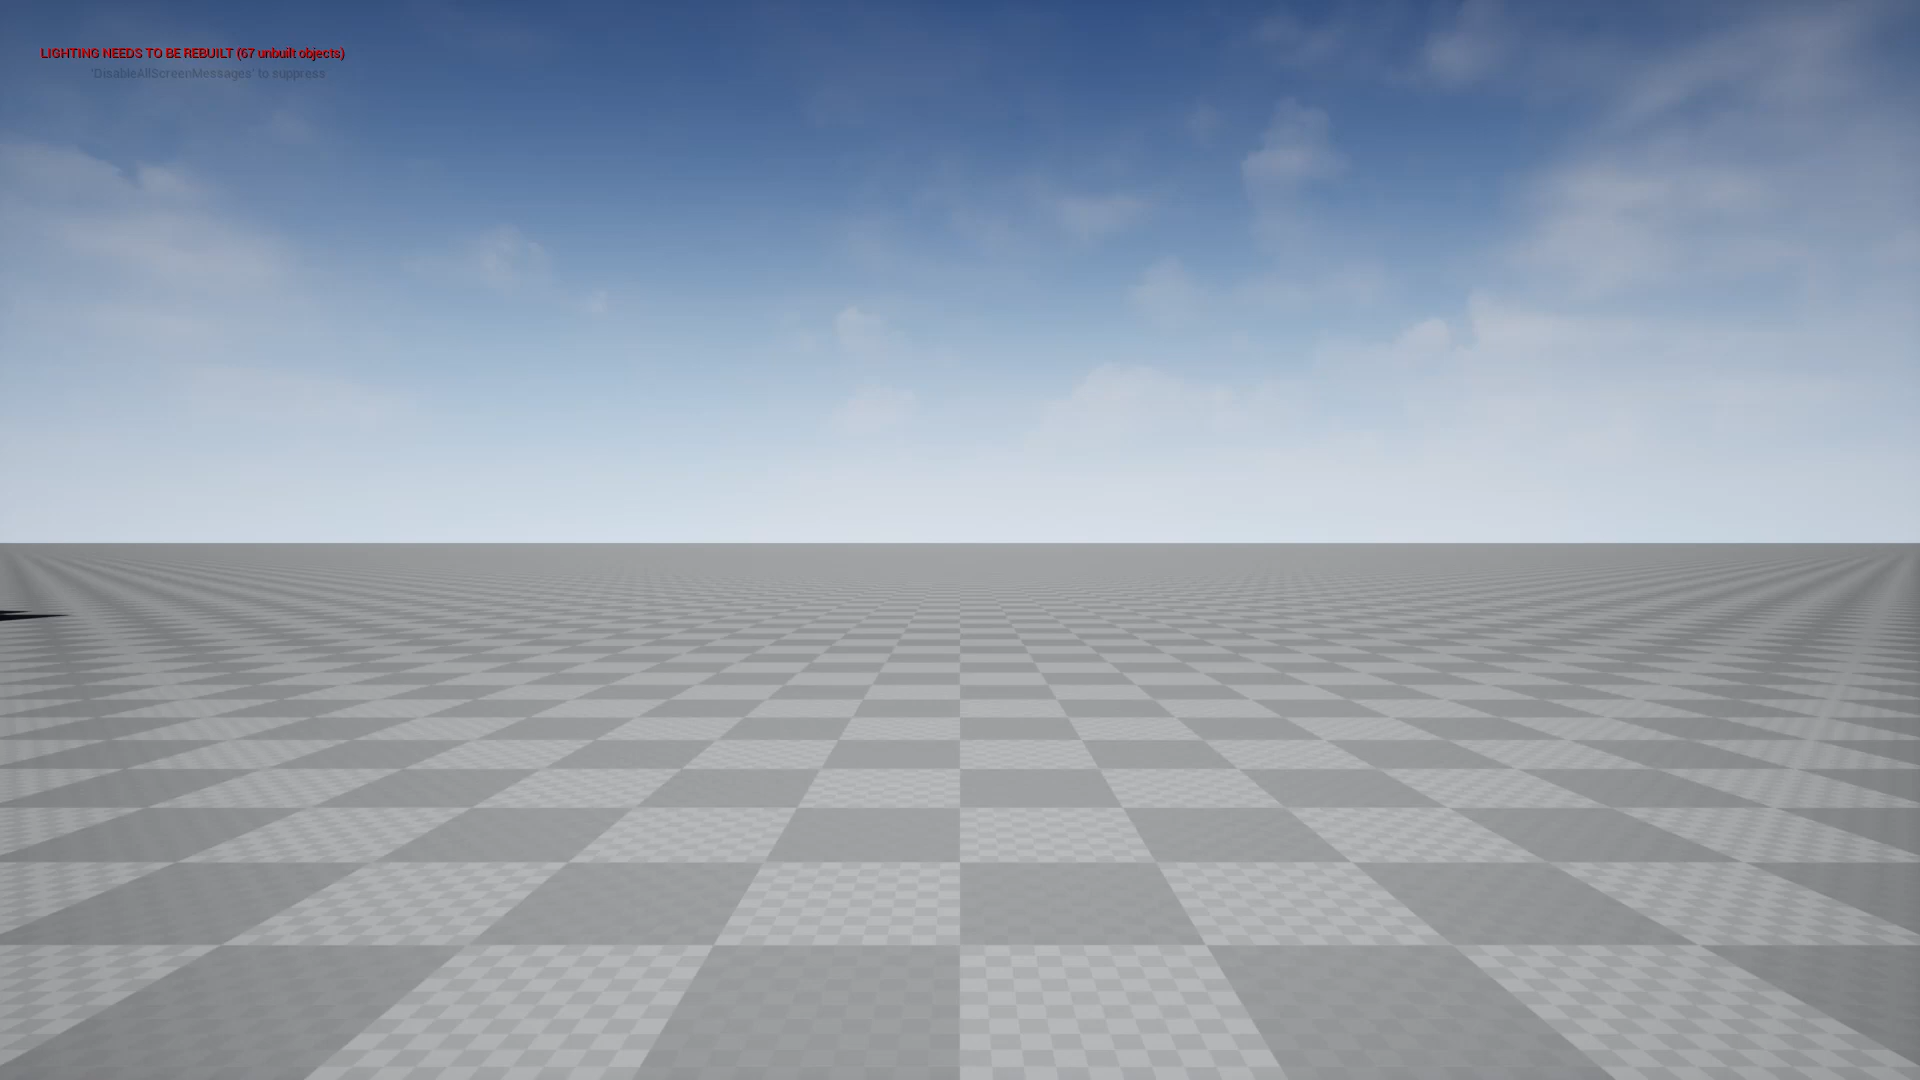 LIGHTING NEEDS TO BE REBUILT (67 unbuilt objects)
'DisableAllScreenMessages' to suppress